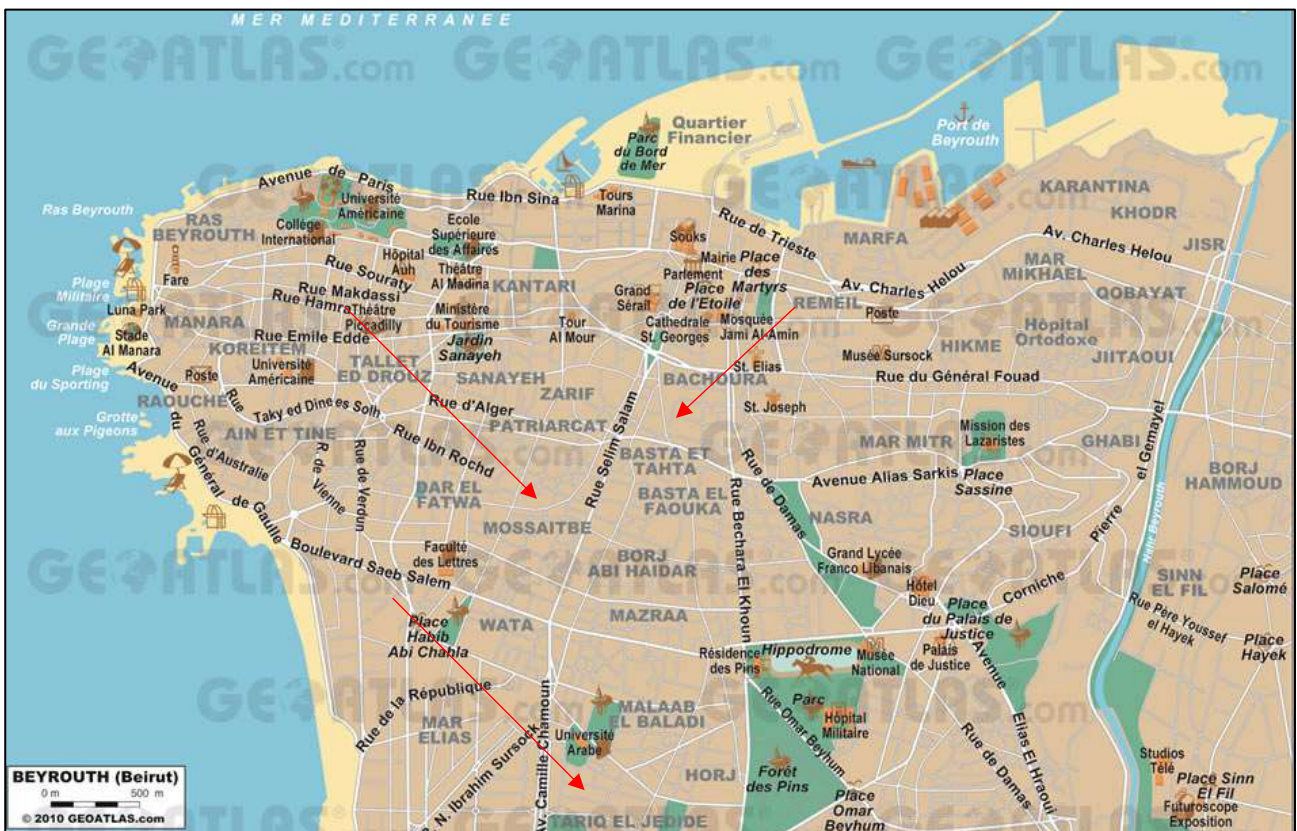 MER MEDITERRANEE
GEOATLAS.com GEOATLAS.com GEOATLAS.com
Quartier
Financier
Parc
du Bord
de Mer
Port de
Beyrouth
Avenue de Paris
Ras Beyrouth
RAS
BEYROUTH
Collége
International
Université
Américaine
Rue Ibn Sina
Tours
Marina
Ecole
Supérieure
des Affaires
Hôpital
Auh
Théâtre
Al Madina
KANTARI
Souks
Mairie
Parlement
Place
des
Martyrs
Place
de l'Etoile
Grand
Sérail
Rue de Trieste
MARFA
KARANTINA
KHODR
Av. Charles Helou
JISR
MAR
MIKHAEL
QOBAYAT
Av. Charles Helou
REMEIL
Poste
Fare
Plage
Militaire
Luna Park
Grande
Plage
Stade
Al Manara
Plage
du Sporting
Grotte
aux Pigeons
MANARA
Rue Souraty
Rue Makdassi
Rue Hamra
Théâtre
Piccadilly
Ministère
du Tourisme
Jardin
Sanayeh
Rue Emile Eddé
KOREITEM
Université
Américaine
TALLET
ED DROUZ
SANAYEH
ZARIF
Tour
Al Mour
Cathedrale
St. Georges
Mosquée
Jami Al-Amin
St. Elias
BACHOURA
St. Joseph
Musée Sursock
HIKME
Hôpital
Ortodoxe
JIITAOUI
Rue du Général Fouad
Poste
RAOUCHE
Avenue du Général de Gaulle
Rue d'Australie
Rue
Taky ed Dine es Solh
AIN ET TINE
R. de Vienne
Rue de Verdun
Rue Ibn Rochd
Rue d'Alger
PATRIARCAT
Rue Selim Salam
BASTA ET
TAHTA
BASTA EL
FAOUKA
Rue de Damas
Rue Bechara El Khoun
MAR MITR
Mission des
Lazaristes
GHABI
Avenue Alias Sarkis
Place
Sassine
NASRA
SIOUFI
Corniche Pierre el Gemayel
BORJ
HAMMOUD
Nahr Beyrouth
DAR EL
FATWA
MOSSAITBE
Faculté
des Lettres
Boulevard Saeb Salem
BORJ
ABI HAIDAR
Grand Lycée
Franco Libanais
Hôtel
Dieu
Place
du Palais de
Justice
SINN
EL FIL
Place
Salomé
Rue Père Youssef
el Hayek
Place
Hayek
Place
Habib
Abi Chahla
WATA
MAZRAA
Résidence
des Pins
Hippodrome
Musée
National
Palais
de Justice
Avenue Elias El Hraoui
Rue de la République
MAR
ELIAS
Av. Camille Chamoun
MALAAB
EL BALADI
Université
Arabe
Parc
Hôpital
Militaire
Rue Omar Beyhum
Rue de Damas
HORJ
Forêt
des Pins
Place
Omar
Beyhum
N. Ibrahim Sursock
TARIQ EL JEDIDE
Studios
Télé
Place Sinn
El Fil
Futuroscope
Exposition
BEYROUTH (Beirut)
0 m 500 m
© 2010 GEOATLAS.com